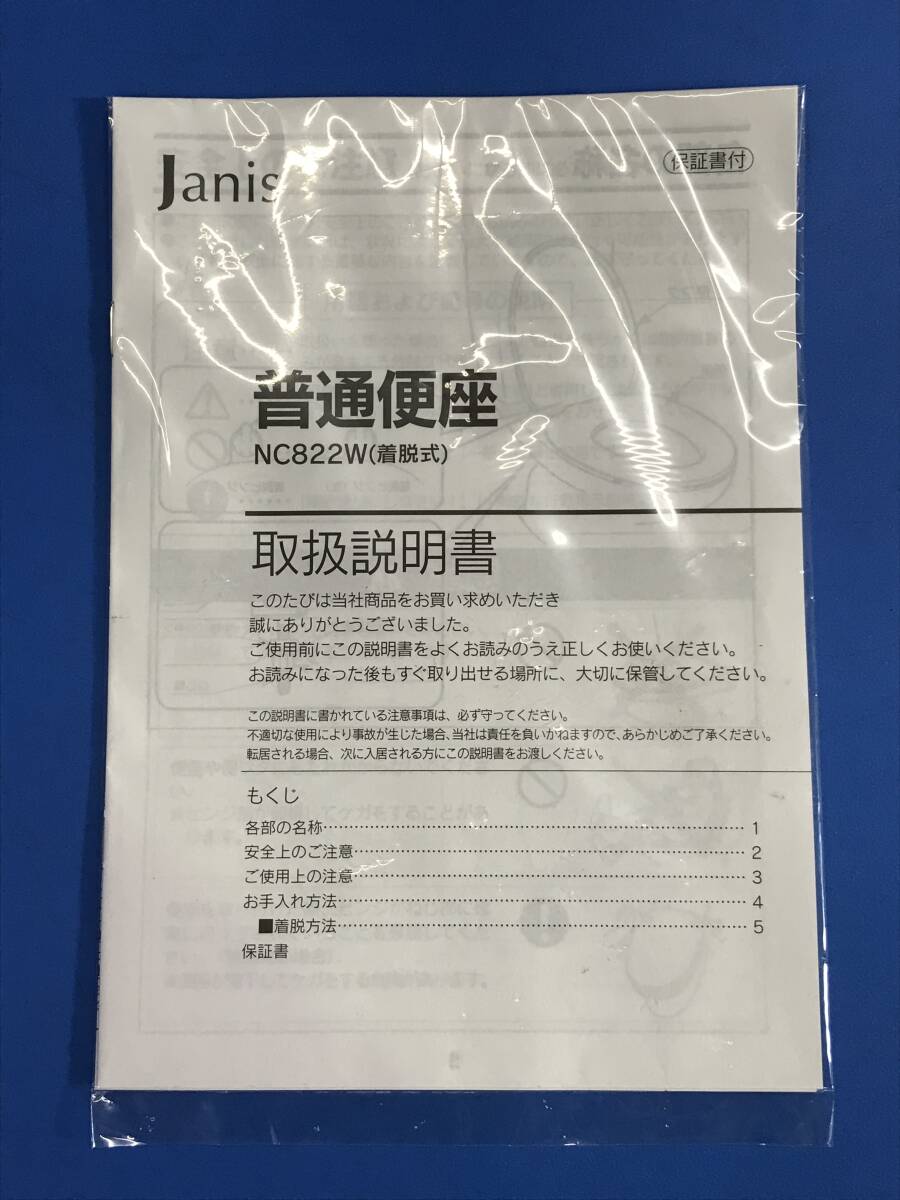 Janis
保証書付
普通便座
NC822W(着脱式)
取扱説明書
このたびは当社商品をお買い求めいただき
誠にありがとうございました。
ご使用前にこの説明書をよくお読みのうえ正しくお使いください。
お読みになった後もすぐ取り出せる場所に、大切に保管してください。
この説明書に書かれている注意事項は、必ず守ってください。
不適切な使用により事故が生じた場合、当社は責任を負いかねますので、あらかじめご了承ください。
転居される場合、次に入居される方にこの説明書をお渡しください。
もくじ
各部の名称…………………………………………………………… 1
安全上のご注意……………………………………………………… 2
ご使用上の注意……………………………………………………… 3
お手入れ方法………………………………………………………… 4
■着脱方法………………………………………………………… 5
保証書